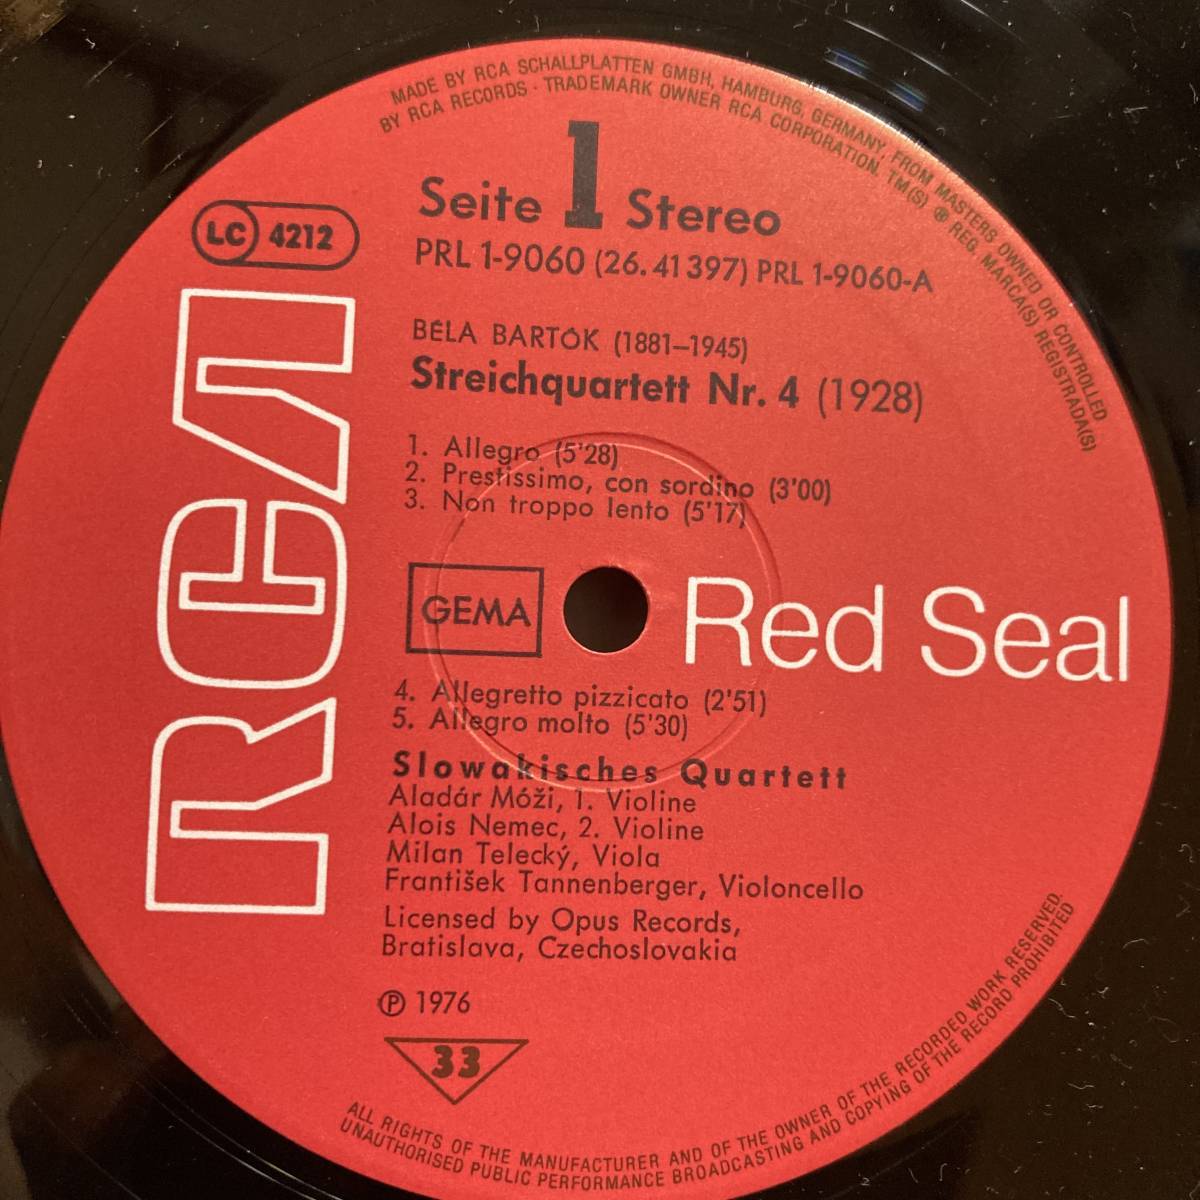 MADE BY RCA SCHALLPLATTEN GMBH, HAMBURG, GERMANY, FROM MASTERS OWNED OR CONTROLLED
BY RCA RECORDS · TRADEMARK OWNER RCA CORPORATION. TM(S) ® REG. MARCA(S) REGISTRADA(S)
Seite 1 Stereo
LC 4212
PRL 1-9060 (26.41397) PRL 1-9060-A
RCA
BÉLA BARTÓK (1881–1945)
Streichquartett Nr. 4 (1928)
1. Allegro (5'28)
2. Prestissimo, con sordino (3'00)
3. Non troppo lento (5'17)
GEMA
Red Seal
4. Allegretto pizzicato (2'51)
5. Allegro molto (5'30)
Slowakisches Quartett
Aladár Móži, 1. Violine
Alois Nemec, 2. Violine
Milan Telecký, Viola
František Tannenberger, Violoncello
Licensed by Opus Records,
Bratislava, Czechoslovakia
℗ 1976
33
ALL RIGHTS OF THE MANUFACTURER AND OF THE OWNER OF THE RECORDED WORK RESERVED.
UNAUTHORISED PUBLIC PERFORMANCE BROADCASTING AND COPYING OF THE RECORD PROHIBITED